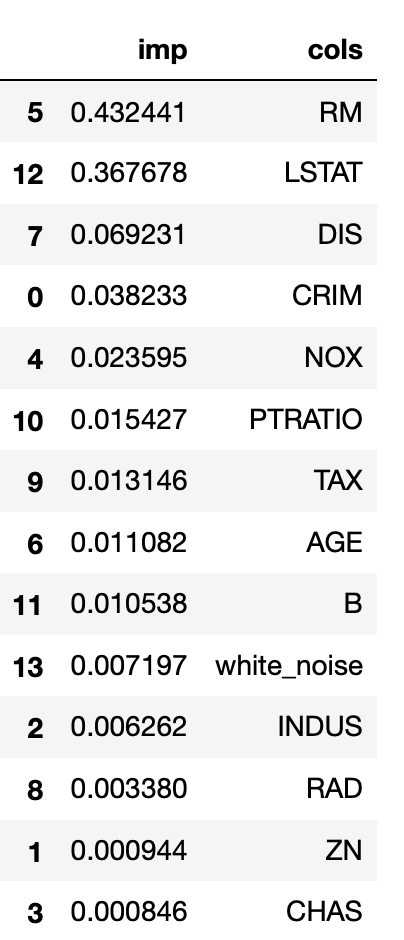 imp cols
5 0.432441 RM
12 0.367678 LSTAT
7 0.069231 DIS
0 0.038233 CRIM
4 0.023595 NOX
10 0.015427 PTRATIO
9 0.013146 TAX
6 0.011082 AGE
11 0.010538 B
13 0.007197 white_noise
2 0.006262 INDUS
8 0.003380 RAD
1 0.000944 ZN
3 0.000846 CHAS